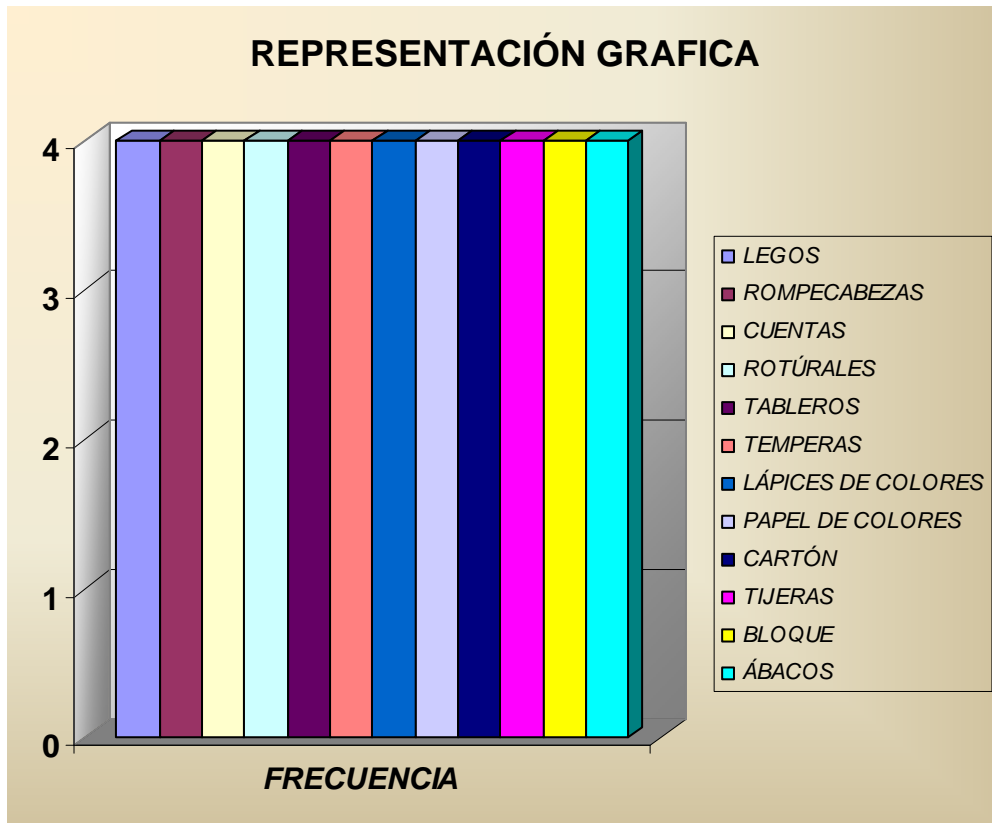 REPRESENTACIÓN GRAFICA
4
3
2
1
0
FRECUENCIA
LEGOS
ROMPECABEZAS
CUENTAS
ROTÚRALES
TABLEROS
TEMPERAS
LÁPICES DE COLORES
PAPEL DE COLORES
CARTÓN
TIJERAS
BLOQUE
ÁBACOS